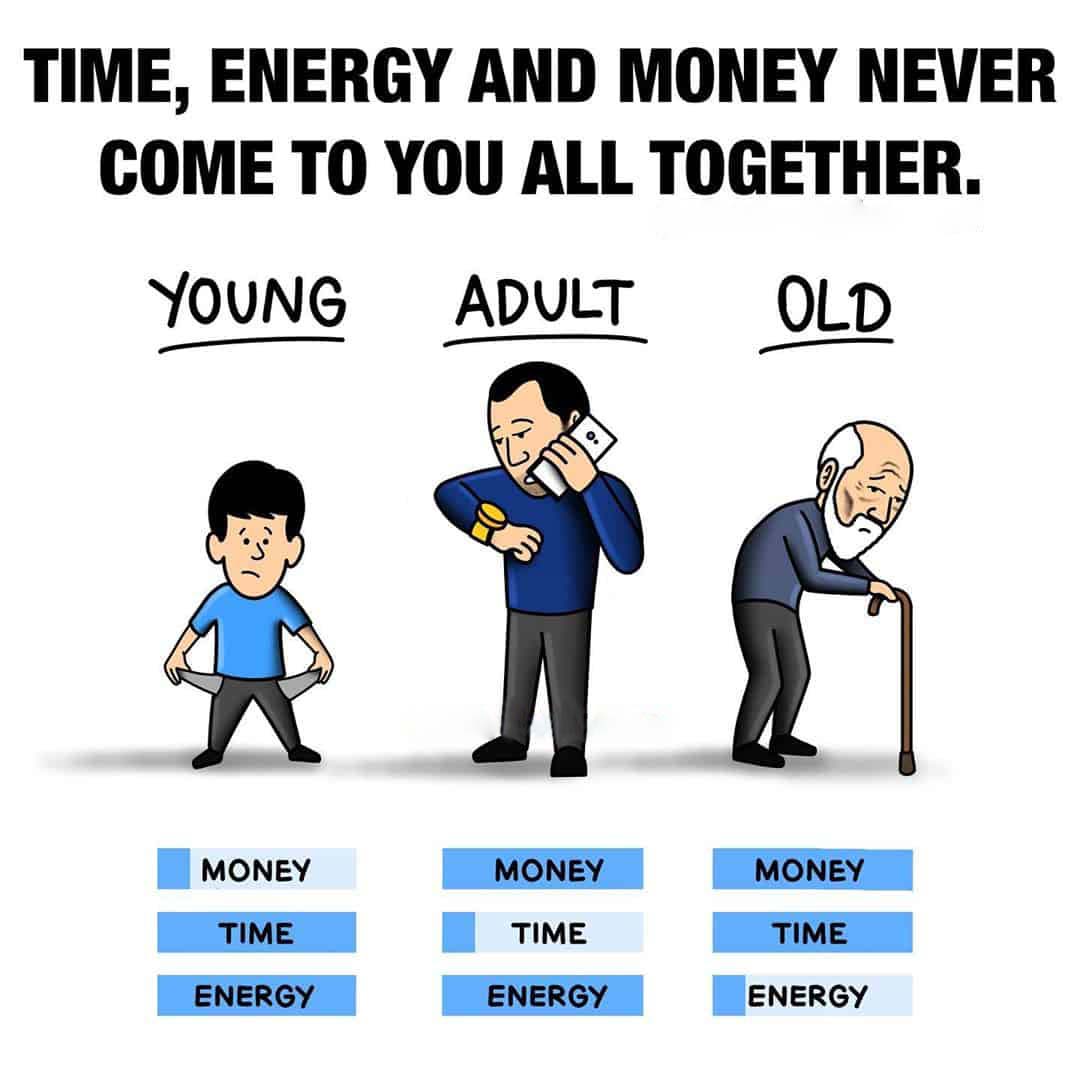 TIME, ENERGY AND MONEY NEVER
COME TO YOU ALL TOGETHER.
YOUNG
ADULT
OLD
MONEY
TIME
ENERGY
MONEY
TIME
ENERGY
MONEY
TIME
ENERGY